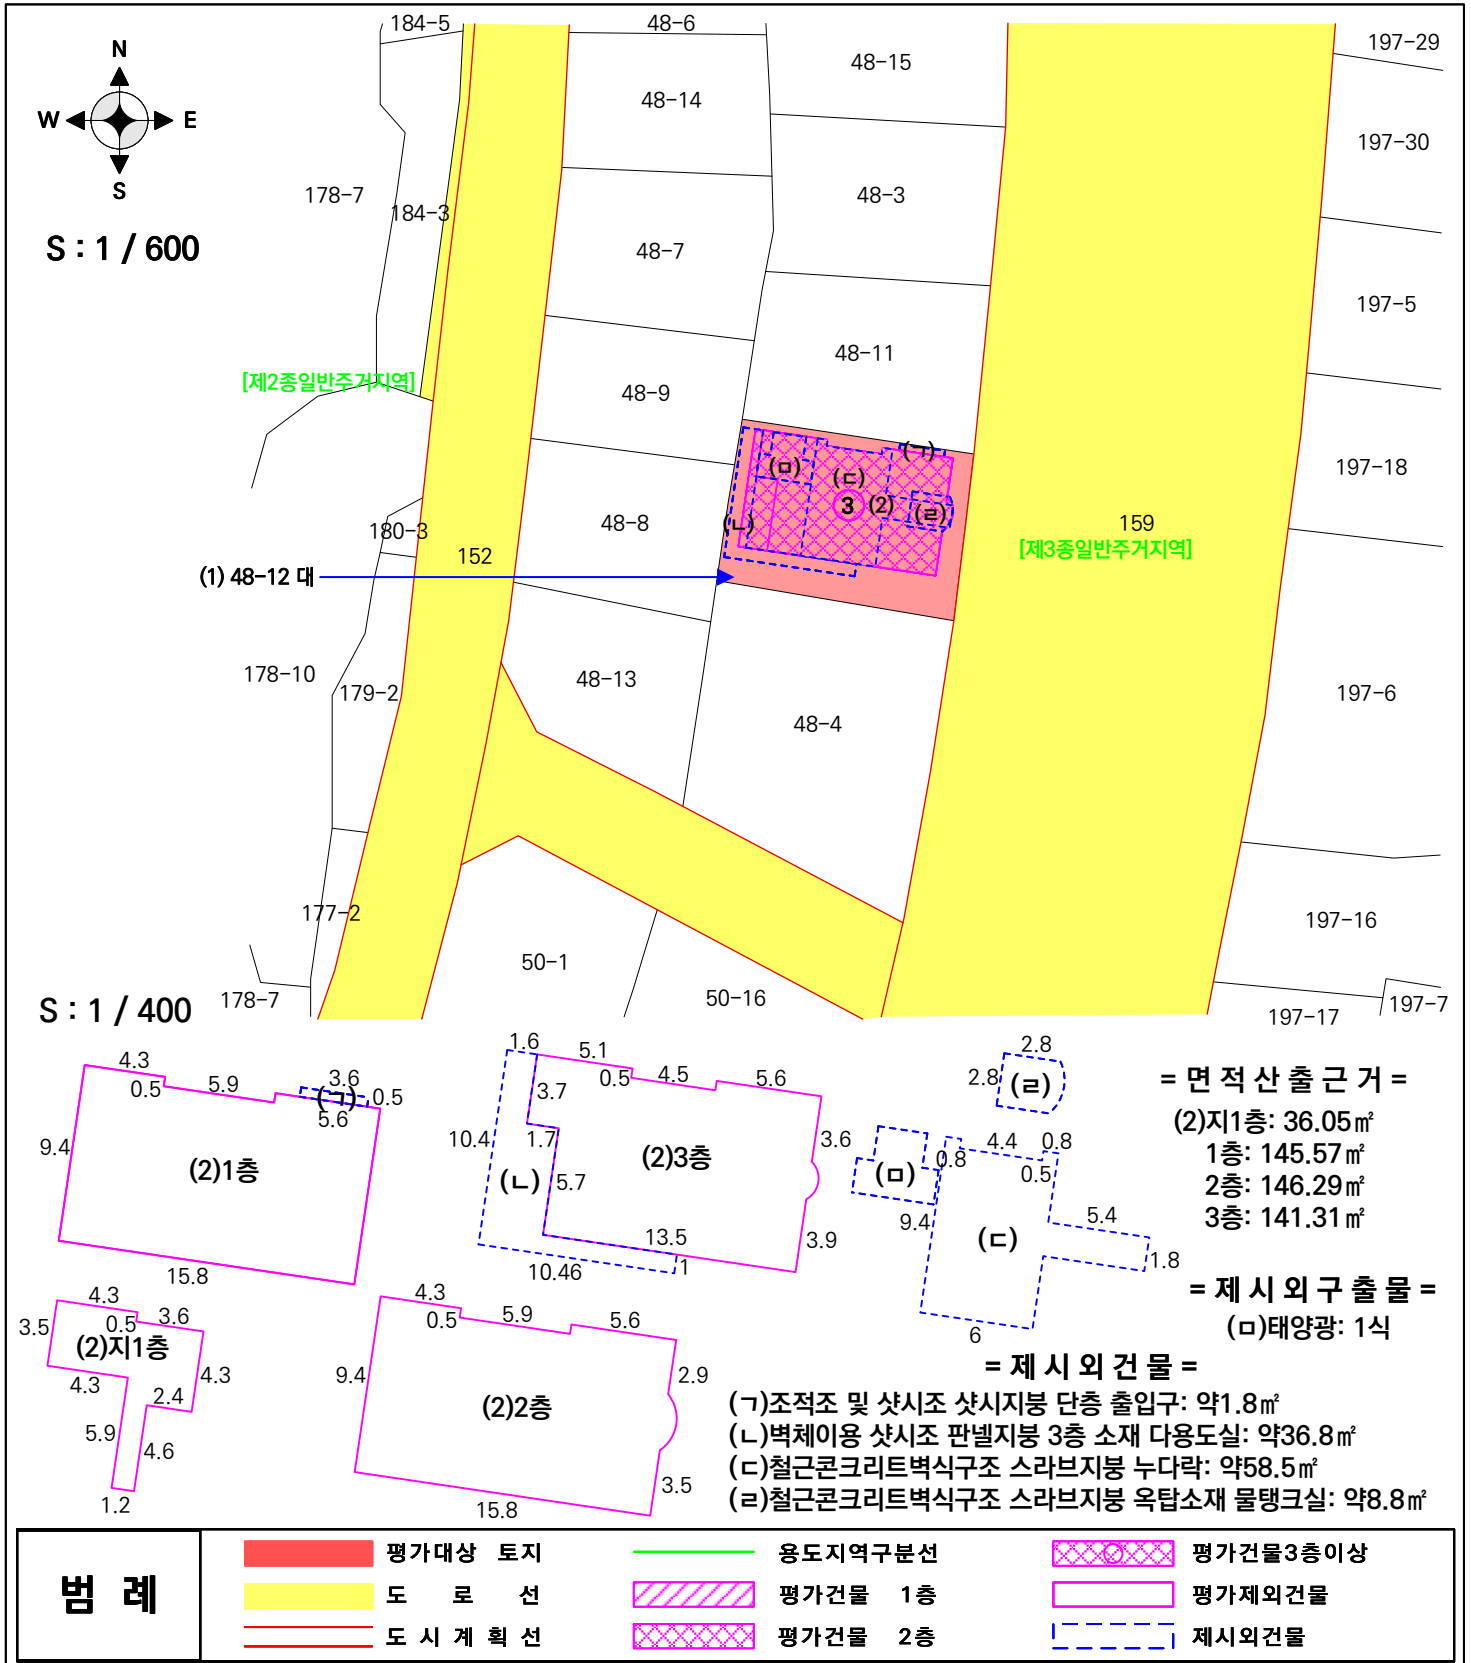 184-5
48-6
48-15
197-29
N
W
E
S
48-14
197-30
178-7
184-3
48-3
S : 1 / 600
48-7
197-5
48-11
[제2종일반주거지역]
48-9
(ㄱ)
(ㅁ)
(ㄷ)
197-18
3
(2)
(ㄹ)
48-8
(ㄴ)
159
180-3
152
[제3종일반주거지역]
(1) 48-12 대
178-10
179-2
48-13
197-6
48-4
177-2
197-16
50-1
178-7
50-16
197-7
197-17
S : 1 / 400
4.3
0.5
5.9
3.6
(ㄱ)
0.5
5.6
9.4
(2)1층
15.8
1.6
5.1
0.5
4.5
5.6
3.7
10.4
1.7
(2)3층
3.6
(ㄴ)
5.7
13.5
3.9
10.46
1
2.8
2.8
(ㄹ)
(ㅁ)
0.8
4.4
0.8
0.5
9.4
(ㄷ)
5.4
1.8
6
= 면 적 산 출 근 거 =
(2)지1층: 36.05㎡
1층: 145.57㎡
2층: 146.29㎡
3층: 141.31㎡
= 제 시 외 구 출 물 =
(ㅁ)태양광: 1식
4.3
3.5
0.5
3.6
(2)지1층
4.3
4.3
2.4
5.9
4.6
1.2
4.3
0.5
5.9
5.6
9.4
2.9
(2)2층
3.5
15.8
= 제 시 외 건 물 =
(ㄱ)조적조 및 샷시조 샷시지붕 단층 출입구: 약1.8㎡
(ㄴ)벽체이용 샷시조 판넬지붕 3층 소재 다용도실: 약36.8㎡
(ㄷ)철근콘크리트벽식구조 스라브지붕 누다락: 약58.5㎡
(ㄹ)철근콘크리트벽식구조 스라브지붕 옥탑소재 물탱크실: 약8.8㎡
범 례
평가대상 토지
용도지역구분선
평가건물3층이상
도 로 선
평가건물 1층
평가제외건물
도 시 계 획 선
평가건물 2층
제시외건물